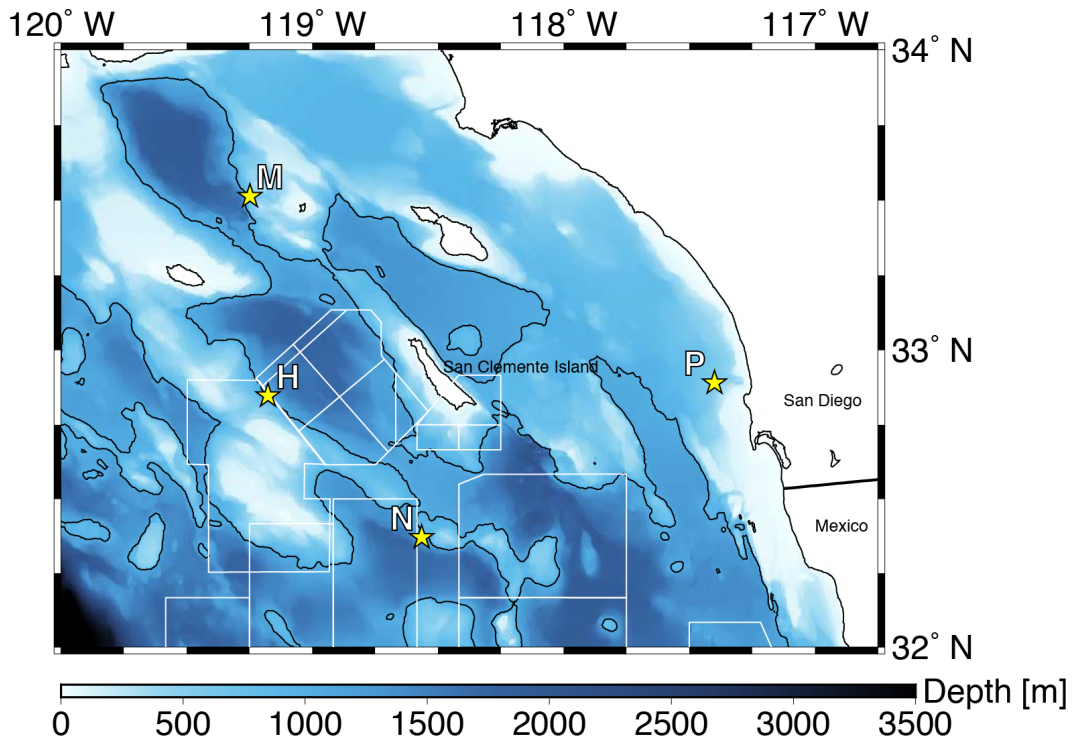 120° W 119° W 118° W 117° W
34° N
M
33° N
San Clemente Island
P
H
San Diego
N
Mexico
32° N
Depth [m]
0 500 1000 1500 2000 2500 3000 3500